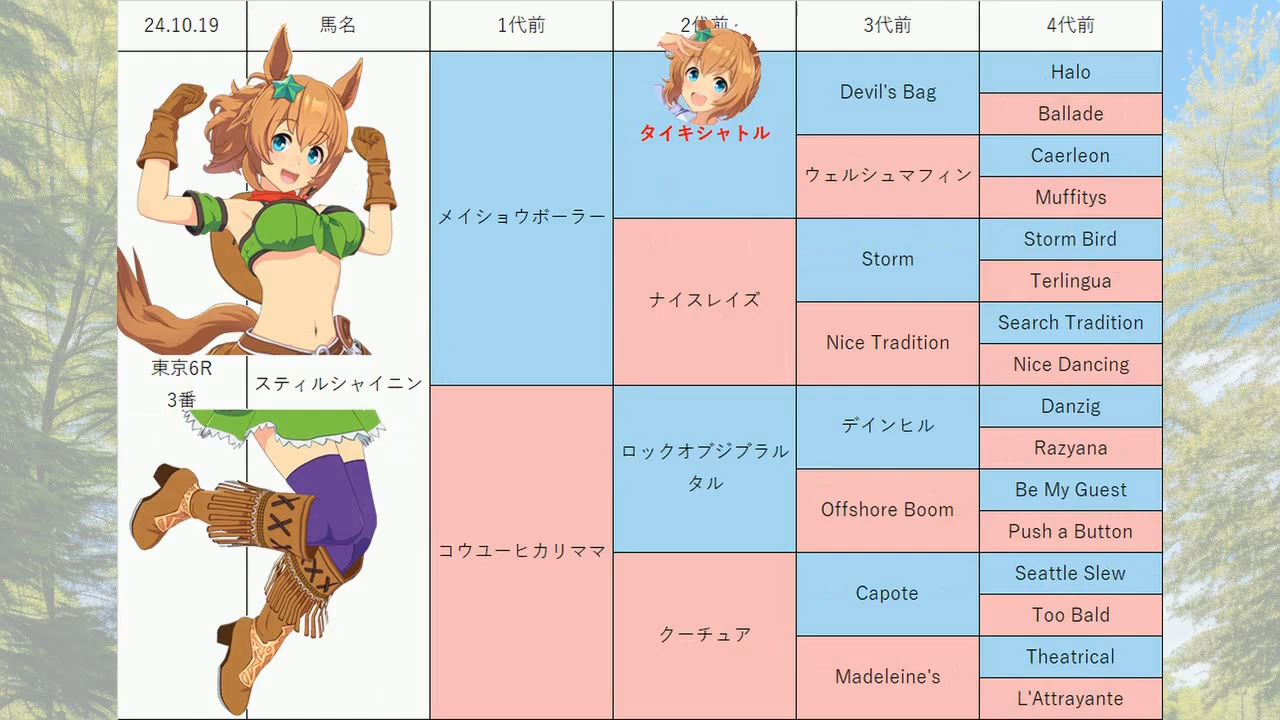 24.10.19
馬名
1代前
2代前
3代前
4代前
東京6R
3番
スティルシャイニン
メイショウボーラー
コウユーヒカリママ
タイキシャトル
ナイスレイズ
ロックオブジブラル
タル
クーチュア
Devil's Bag
ウェルシュマフィン
Storm
Nice Tradition
デインヒル
Offshore Boom
Capote
Madeleine's
Halo
Ballade
Caerleon
Muffitys
Storm Bird
Terlingua
Search Tradition
Nice Dancing
Danzig
Razyana
Be My Guest
Push a Button
Seattle Slew
Too Bald
Theatrical
L'Attrayante